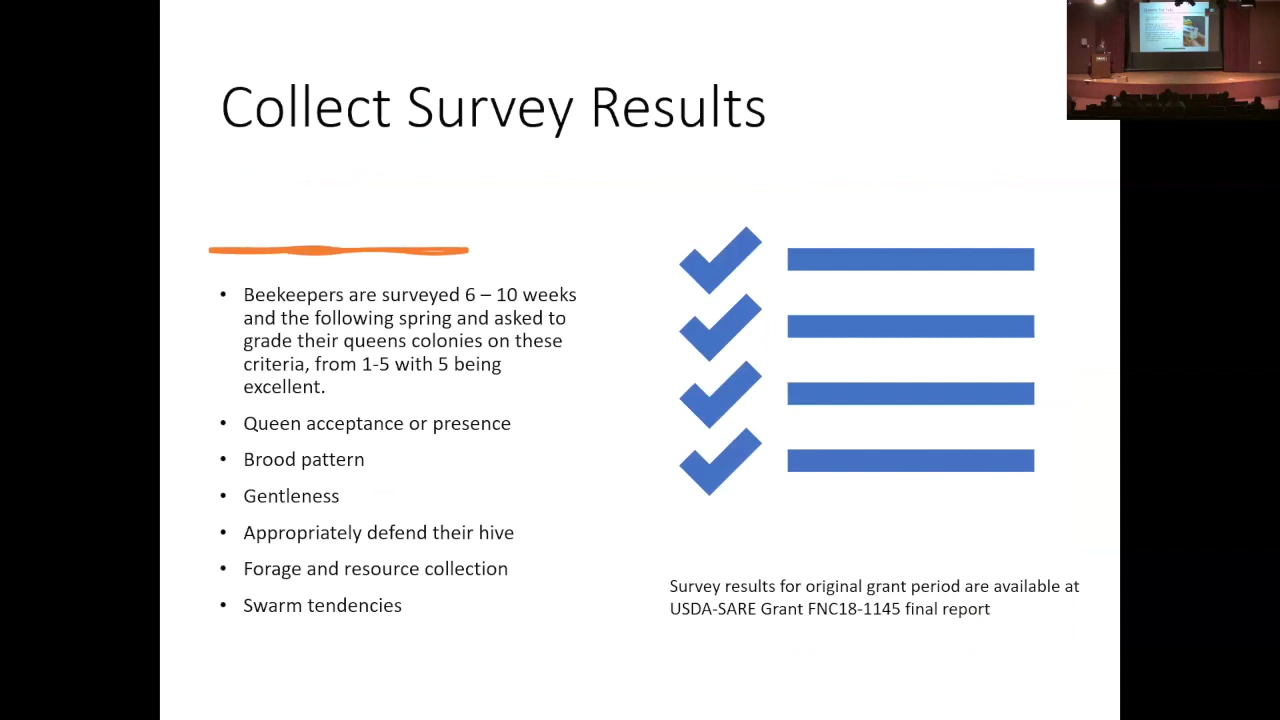 Collect Survey Results
• Beekeepers are surveyed 6 – 10 weeks
and the following spring and asked to
grade their queens colonies on these
criteria, from 1-5 with 5 being
excellent.
• Queen acceptance or presence
• Brood pattern
• Gentleness
• Appropriately defend their hive
• Forage and resource collection
• Swarm tendencies
Survey results for original grant period are available at
USDA-SARE Grant FNC18-1145 final report